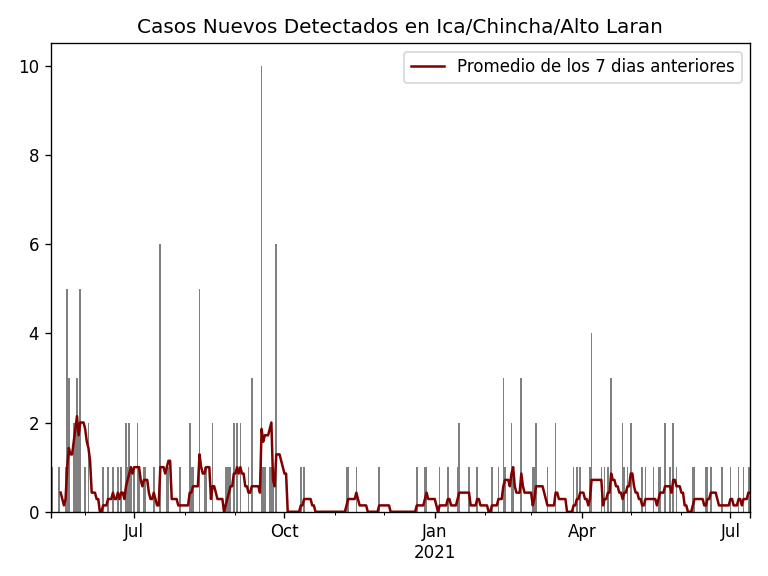 Casos Nuevos Detectados en Ica/Chincha/Alto Laran
Promedio de los 7 dias anteriores
10
8
6
4
2
0
Jul
Oct
Jan
2021
Apr
Jul